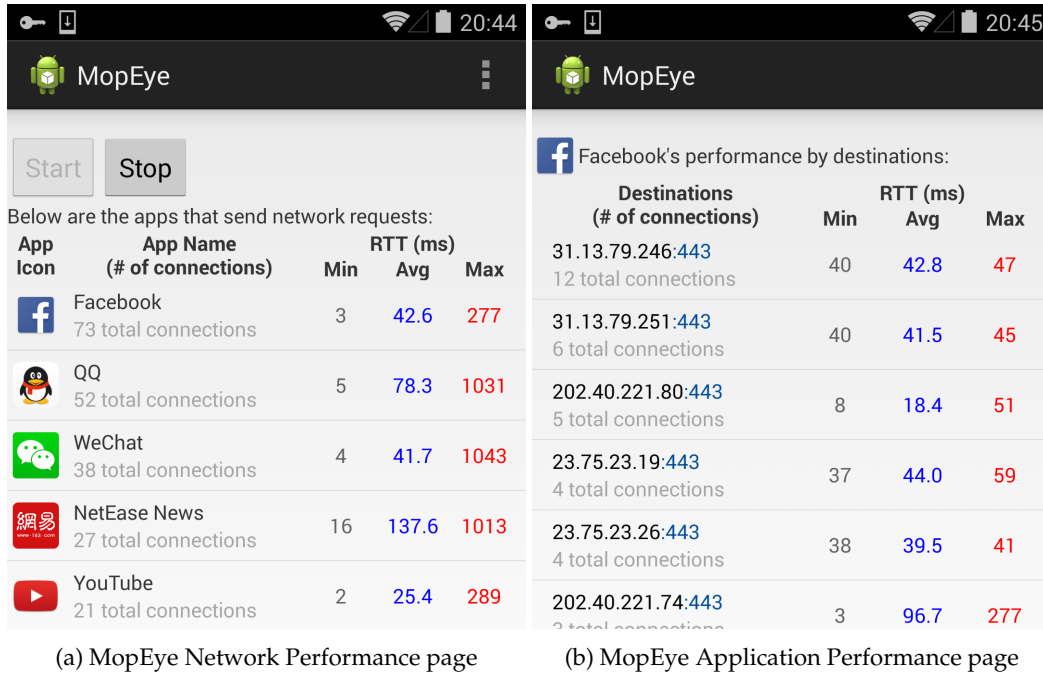 20:44
MopEye
Start Stop
Below are the apps that send network requests:
App Icon App Name (# of connections) RTT (ms) Min Avg Max
Facebook
73 total connections 3 42.6 277
QQ
52 total connections 5 78.3 1031
WeChat
38 total connections 4 41.7 1043
網易
www·163·com
NetEase News
27 total connections 16 137.6 1013
YouTube
21 total connections 2 25.4 289
(a) MopEye Network Performance page
20:45
MopEye
Facebook's performance by destinations:
Destinations RTT (ms)
(# of connections) Min Avg Max
31.13.79.246:443
12 total connections 40 42.8 47
31.13.79.251:443
6 total connections 40 41.5 45
202.40.221.80:443
5 total connections 8 18.4 51
23.75.23.19:443
4 total connections 37 44.0 59
23.75.23.26:443
4 total connections 38 39.5 41
202.40.221.74:443
3 total connections 3 96.7 277
(b) MopEye Application Performance page